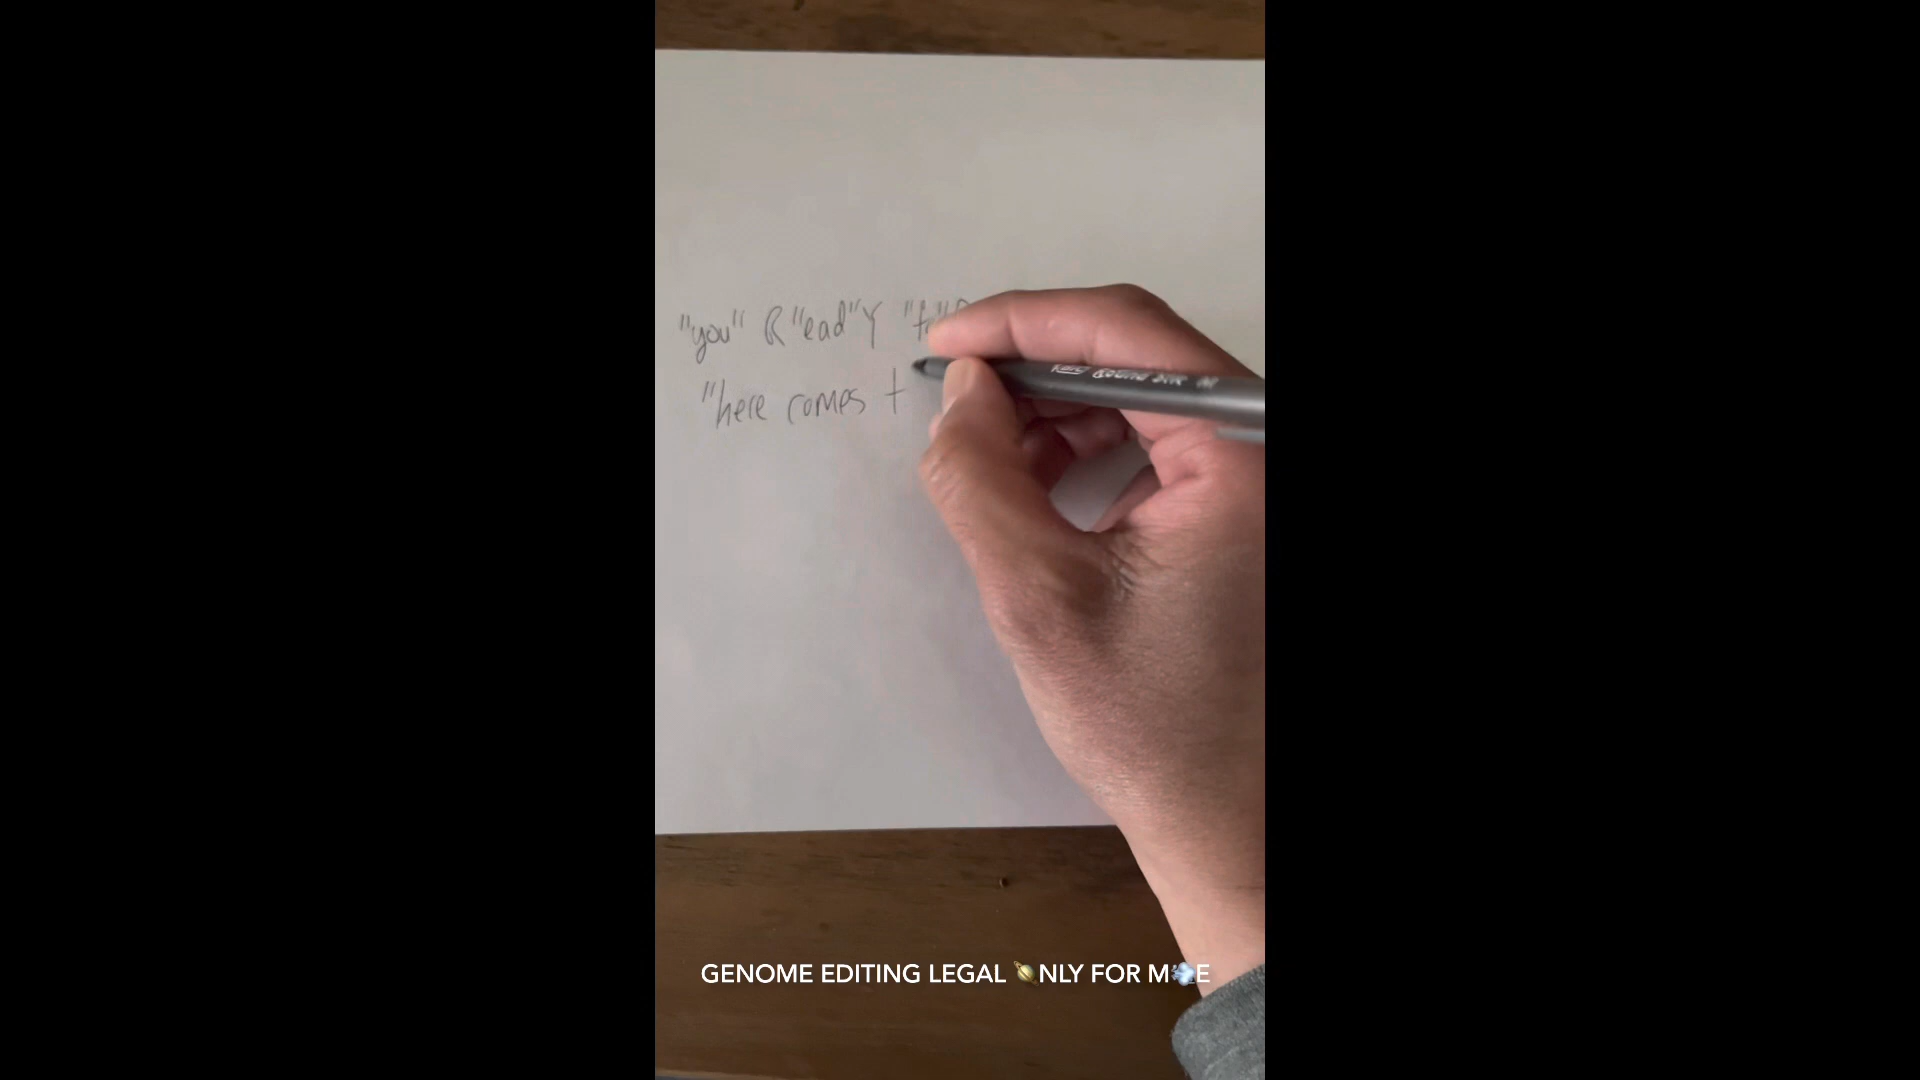 "you" R"ead"Y
"here comes t
GENOME EDITING LEGAL 🪐NLY FOR M💨E